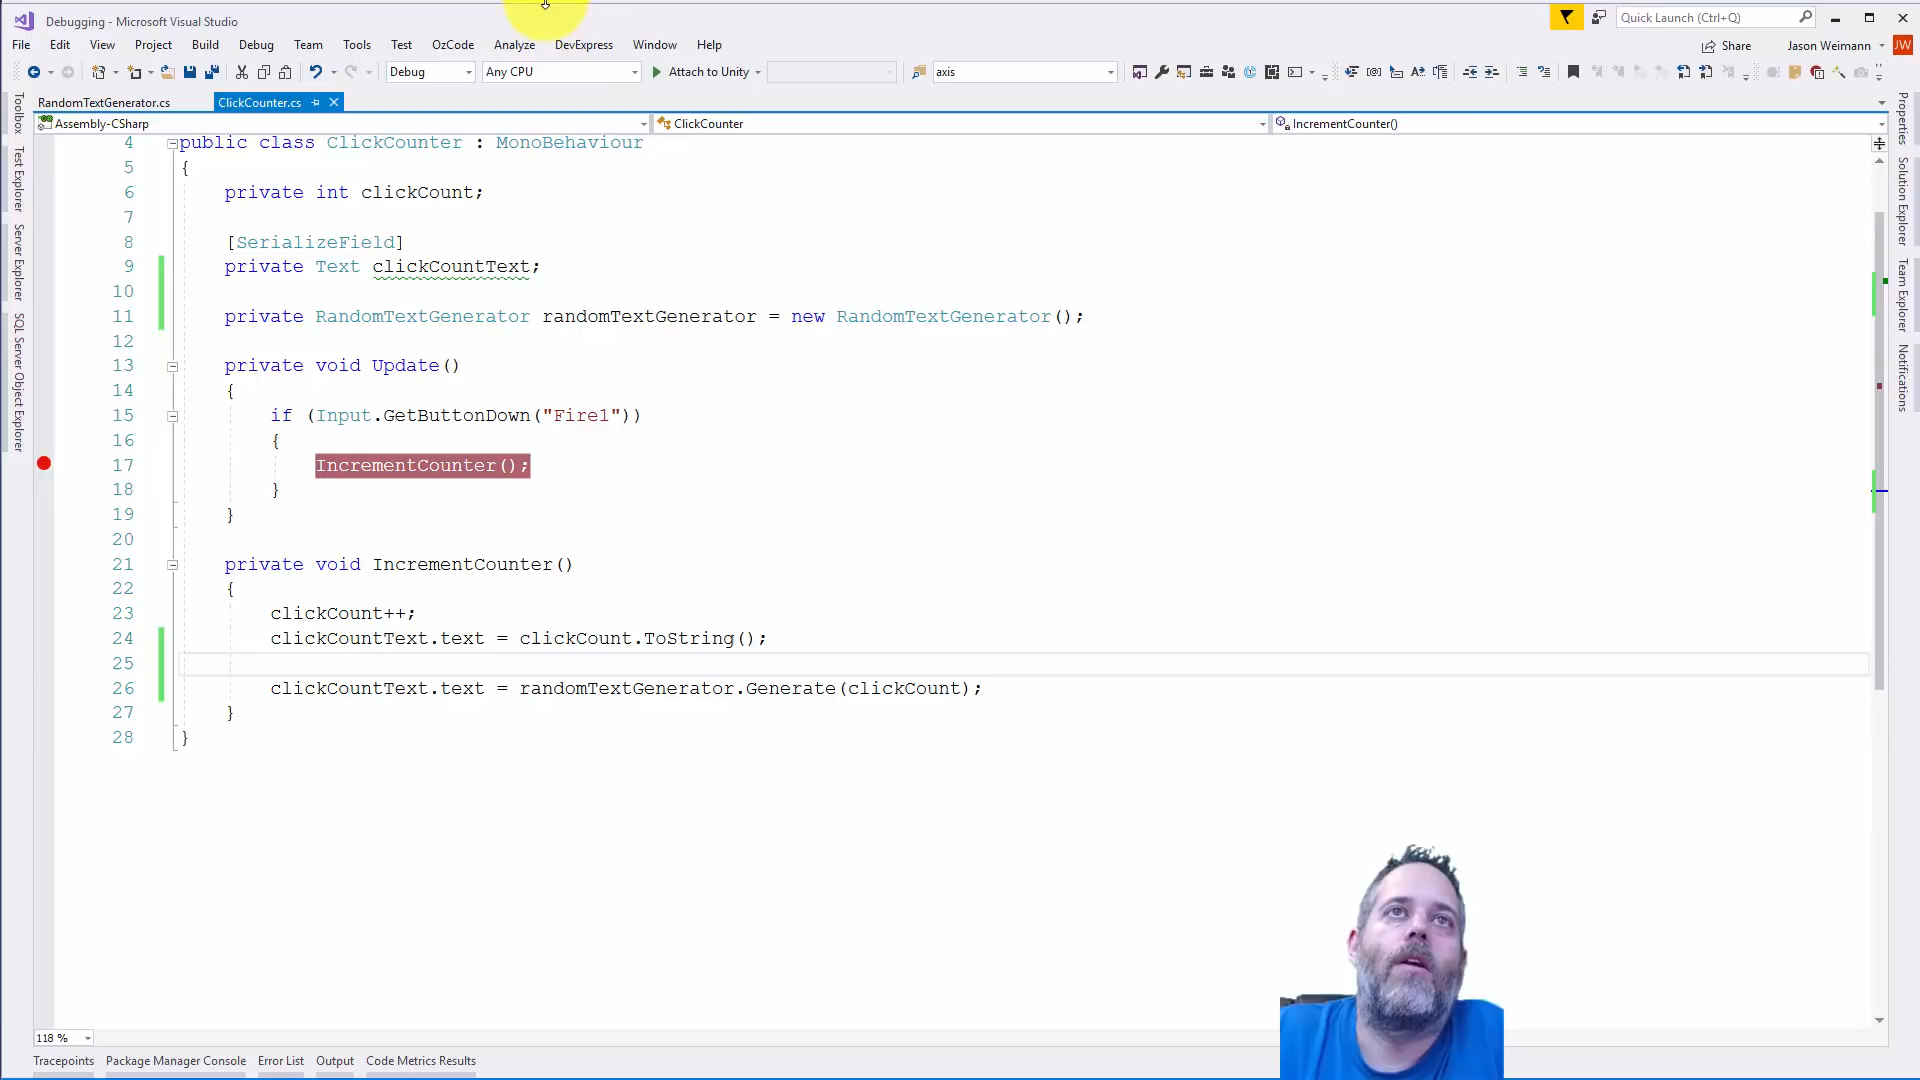 Debugging - Microsoft Visual Studio
Quick Launch (Ctrl+Q)
File Edit View Project Build Debug Team Tools Test OzCode Analyze DevExpress Window Help
Share Jason Weimann JW
Debug Any CPU Attach to Unity axis
RandomTextGenerator.cs ClickCounter.cs
Assembly-CSharp ClickCounter IncrementCounter()
Toolbox
Test Explorer
Server Explorer
SQL Server Object Explorer
4 public class ClickCounter : MonoBehaviour
5 {
6 private int clickCount;
7
8 [SerializeField]
9 private Text clickCountText;
10
11 private RandomTextGenerator randomTextGenerator = new RandomTextGenerator();
12
13 private void Update()
14 {
15 if (Input.GetButtonDown("Fire1"))
16 {
17 IncrementCounter();
18 }
19 }
20
21 private void IncrementCounter()
22 {
23 clickCount++;
24 clickCountText.text = clickCount.ToString();
25
26 clickCountText.text = randomTextGenerator.Generate(clickCount);
27 }
28 }
Properties
Solution Explorer
Team Explorer
Notifications
118 %
Tracepoints Package Manager Console Error List Output Code Metrics Results